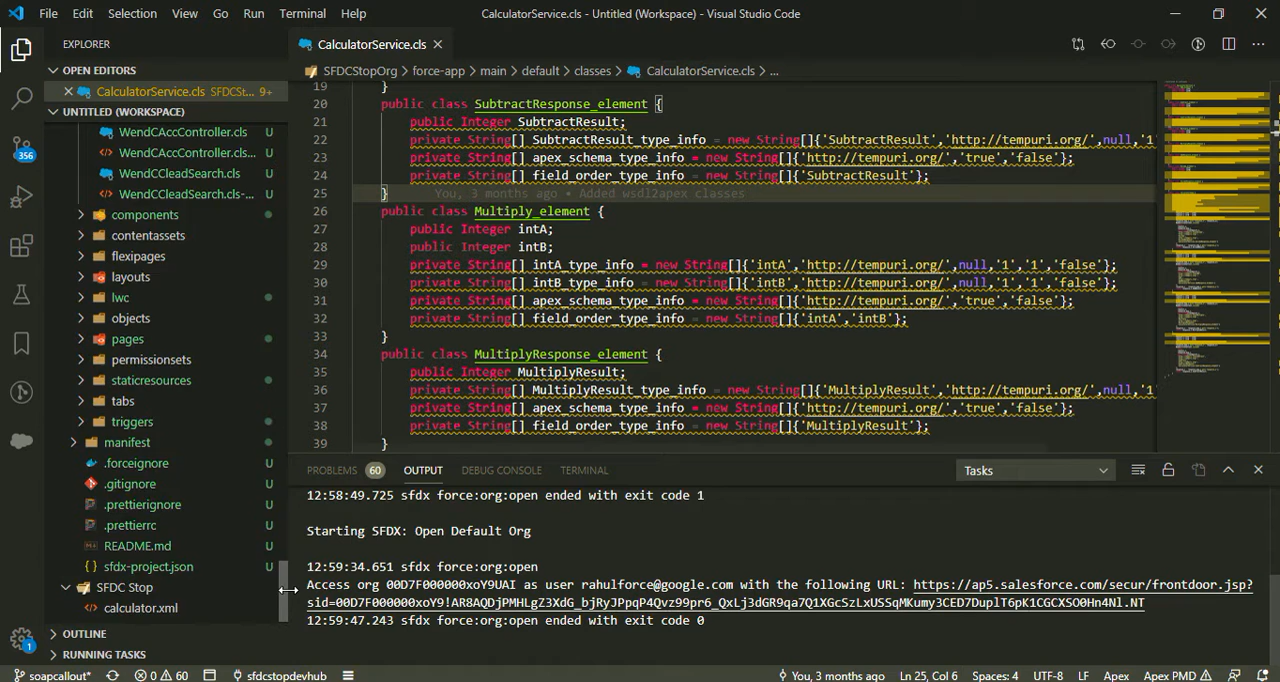 File Edit Selection View Go Run Terminal Help
CalculatorService.cls - Untitled (Workspace) - Visual Studio Code
EXPLORER
OPEN EDITORS
CalculatorService.cls SFDCSt... 9+
UNTITLED (WORKSPACE)
WendCAccController.cls U
WendCAccController.cls... U
WendCCLeadSearch.cls U
WendCCLeadSearch.cls-... U
components
contentassets
flexipages
layouts
lwc
objects
pages
permissionsets
staticresources
tabs
triggers
manifest
.forceignore U
.gitignore U
.prettierignore U
.prettierrc U
README.md U
sfdx-project.json U
SFDC Stop
calculator.xml
OUTLINE
RUNNING TASKS
356
1
CalculatorService.cls
SFDCStopOrg > force-app > main > default > classes > CalculatorService.cls > ...
19 }
20 public class SubtractResponse_element {
21 public Integer SubtractResult;
22 private String[] SubtractResult_type_info = new String[]{'SubtractResult','http://tempuri.org/',null,'1'
23 private String[] apex_schema_type_info = new String[]{'http://tempuri.org/','true','false'};
24 private String[] field_order_type_info = new String[]{'SubtractResult'};
25 } You, 3 months ago • Added wsdl2apex classes
26 public class Multiply_element {
27 public Integer intA;
28 public Integer intB;
29 private String[] intA_type_info = new String[]{'intA','http://tempuri.org/',null,'1','1','false'};
30 private String[] intB_type_info = new String[]{'intB','http://tempuri.org/',null,'1','1','false'};
31 private String[] apex_schema_type_info = new String[]{'http://tempuri.org/','true','false'};
32 private String[] field_order_type_info = new String[]{'intA','intB'};
33 }
34 public class MultiplyResponse_element {
35 public Integer MultiplyResult;
36 private String[] MultiplyResult_type_info = new String[]{'MultiplyResult','http://tempuri.org/',null,'1'
37 private String[] apex_schema_type_info = new String[]{'http://tempuri.org/','true','false'};
38 private String[] field_order_type_info = new String[]{'MultiplyResult'};
39 }
PROBLEMS 60 OUTPUT DEBUG CONSOLE TERMINAL Tasks
12:58:49.725 sfdx force:org:open ended with exit code 1
Starting SFDX: Open Default Org
12:59:34.651 sfdx force:org:open
Access org 00D7F000000xoY9UAI as user rahulforce@google.com with the following URL: https://ap5.salesforce.com/secur/frontdoor.jsp?
sid=00D7F000000xoY9!AR8AQDjPMHLgZ3XdG_bjRyJPpqP4Qvz99pr6_QxLj3dGR9qa7Q1XGcSzLxUSSqMKumy3CED7DuplT6pK1CGCXSO0Hn4Nl.NT
12:59:47.243 sfdx force:org:open ended with exit code 0
soapcallout* 0 60 sfdcstopdevhub You, 3 months ago Ln 25, Col 6 Spaces: 4 UTF-8 LF Apex Apex PMD